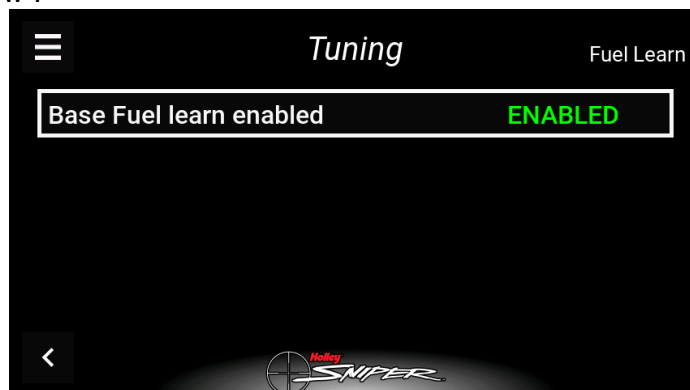 Tuning
Fuel Learn
Base Fuel learn enabled ENABLED
Holley
SNIPER